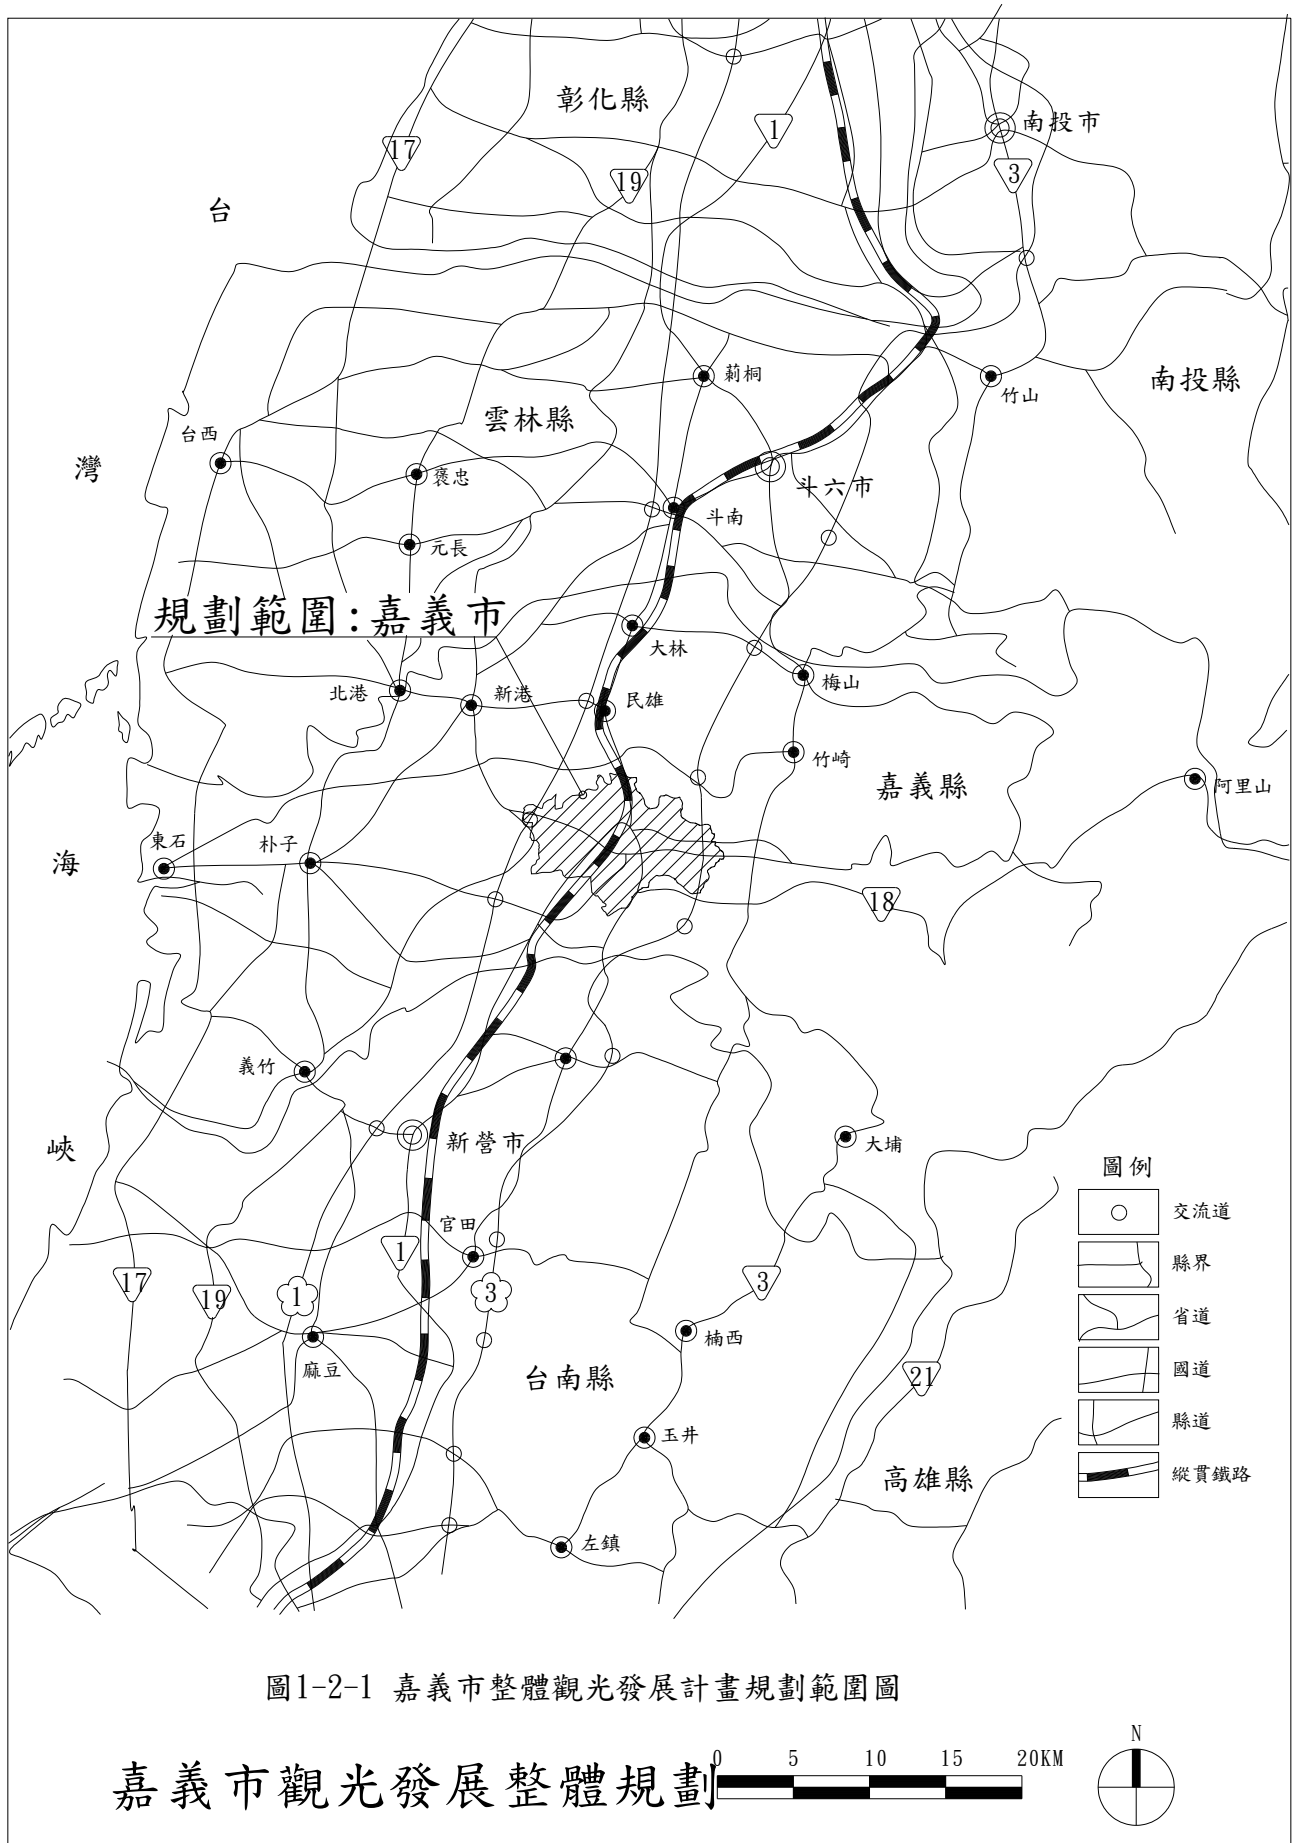 彰化縣
1
南投市
17
19
3
台
莿桐
南投縣
竹山
雲林縣
台西
灣
褒忠
斗六市
斗南
元長
規劃範圍:嘉義市
大林
北港
新港
民雄
梅山
竹崎
嘉義縣
阿里山
東石
朴子
海
18
義竹
新營市
大埔
峽
圖例
交流道
官田
1
縣界
17
19
1
3
3
省道
楠西
麻豆
台南縣
21
國道
縣道
玉井
高雄縣
縱貫鐵路
左鎮
圖1-2-1 嘉義市整體觀光發展計畫規劃範圍圖
N
0 5 10 15 20KM
嘉義市觀光發展整體規劃